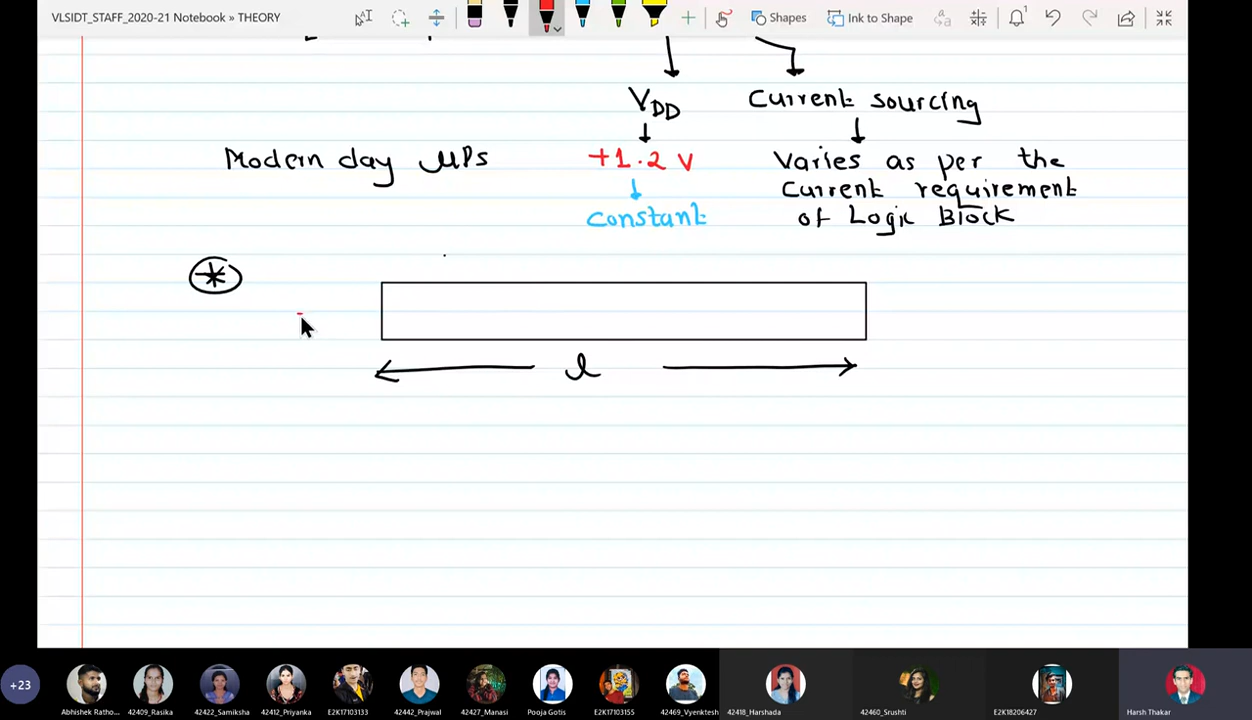 VLSIDT_STAFF_2020-21 Notebook » THEORY
Shapes
Ink to Shape
VDD
Current sourcing
Modern day μPs
+1.2 V
Varies as per the
Current requirement
of Logic Block
constant
*
l
+23
Abhishek Ratho...
42409_Rasika
42422_Samiksha
42412_Priyanka
E2K17103133
42442_Prajwal
42427_Manasi
Pooja Gotis
E2K17103155
42469_Vyenktesh
42418_Harshada
42460_Srushti
E2K18206427
Harsh Thakar